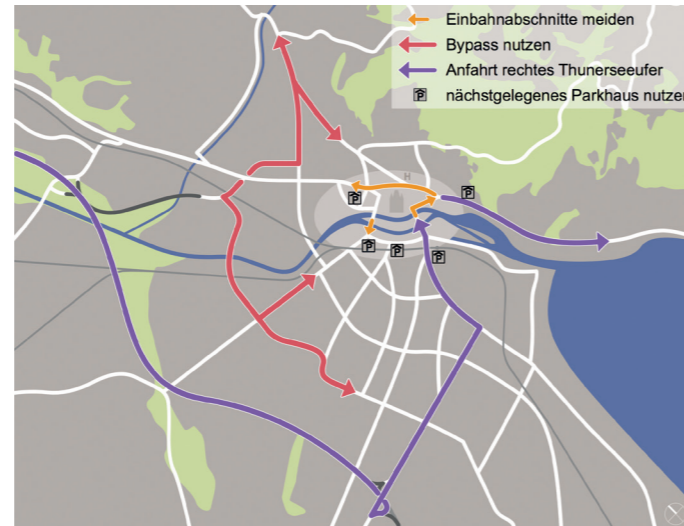 Einbahnabschnitte meiden
Bypass nutzen
Anfahrt rechtes Thunerseeufer
P nächstgelegenes Parkhaus nutzen
H
P
P
P
P
P